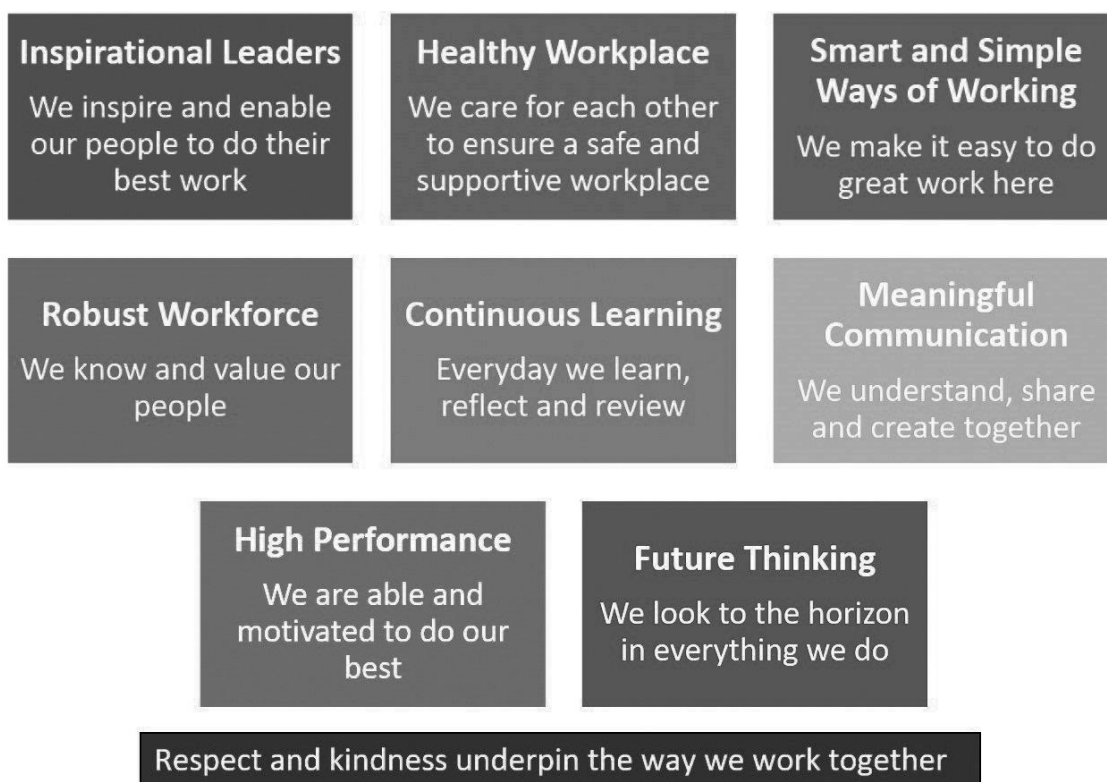 Inspirational Leaders
We inspire and enable
our people to do their
best work
Healthy Workplace
We care for each other
to ensure a safe and
supportive workplace
Smart and Simple
Ways of Working
We make it easy to do
great work here
Robust Workforce
We know and value our
people
Continuous Learning
Everyday we learn,
reflect and review
Meaningful
Communication
We understand, share
and create together
High Performance
We are able and
motivated to do our
best
Future Thinking
We look to the horizon
in everything we do
Respect and kindness underpin the way we work together